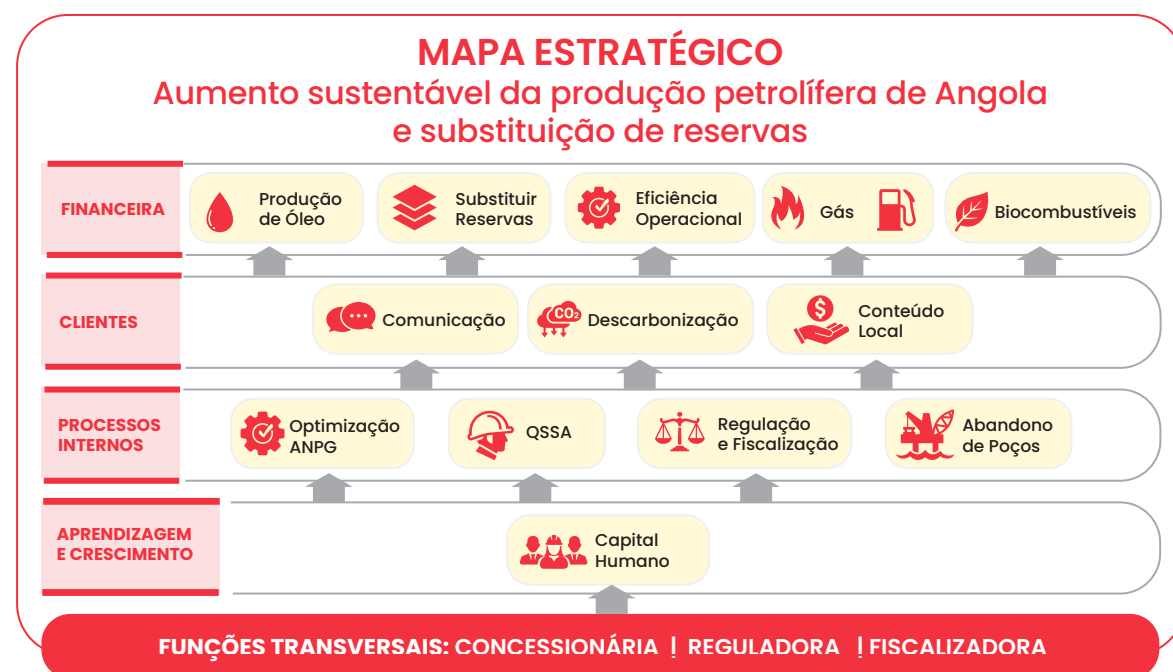 MAPA ESTRATÉGICO
Aumento sustentável da produção petrolífera de Angola
e substituição de reservas
FINANCEIRA
Produção
de Óleo
Substituir
Reservas
Eficiência
Operacional
Gás
Biocombustíveis
CLIENTES
Comunicação
CO₂
Descarbonização
$
Conteúdo
Local
PROCESSOS
INTERNOS
Optimização
ANPG
QSSA
Regulação
e Fiscalização
Abandono
de Poços
APRENDIZAGEM
E CRESCIMENTO
Capital
Humano
FUNÇÕES TRANSVERSAIS: CONCESSIONÁRIA | REGULADORA | FISCALIZADORA